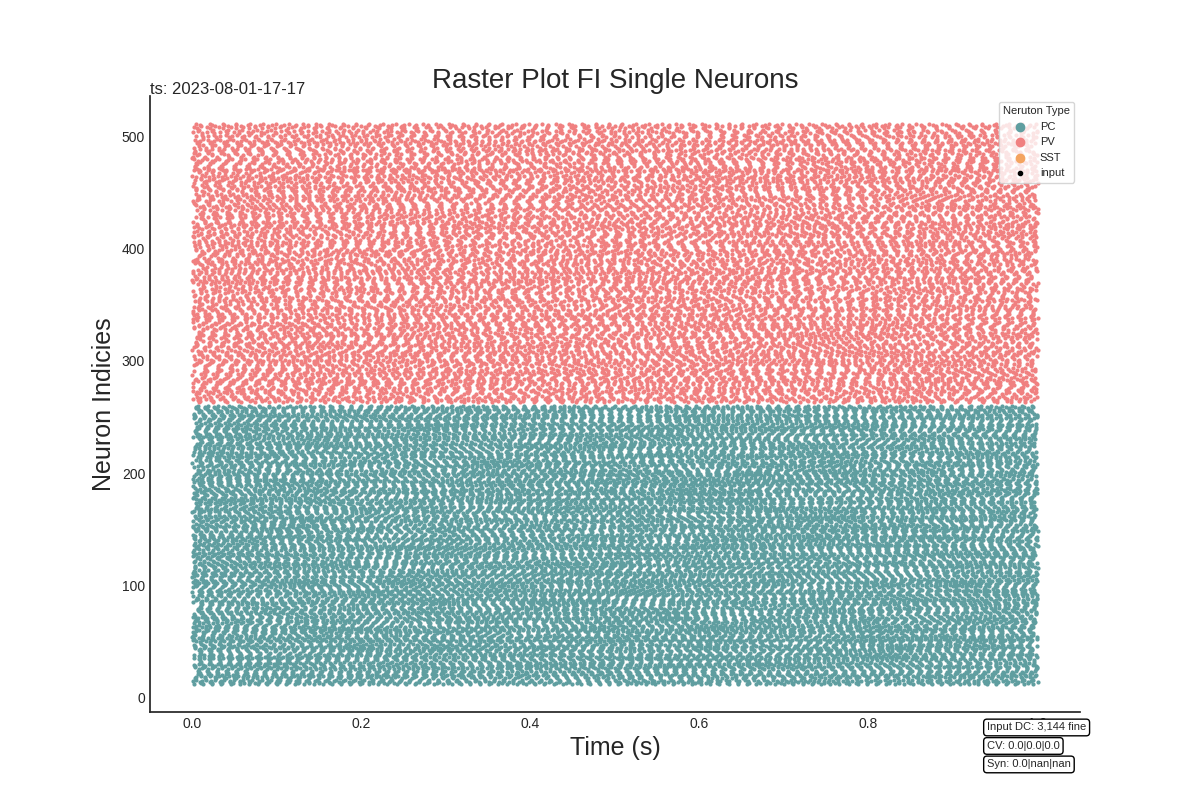 Raster Plot FI Single Neurons
ts: 2023-08-01-17-17
Neruton Type
PC
PV
SST
input
500
400
300
200
100
0
Neuron Indicies
0.0 0.2 0.4 0.6 0.8
Time (s)
Input DC: 3,144 fine
CV: 0.0|0.0|0.0
Syn: 0.0|nan|nan